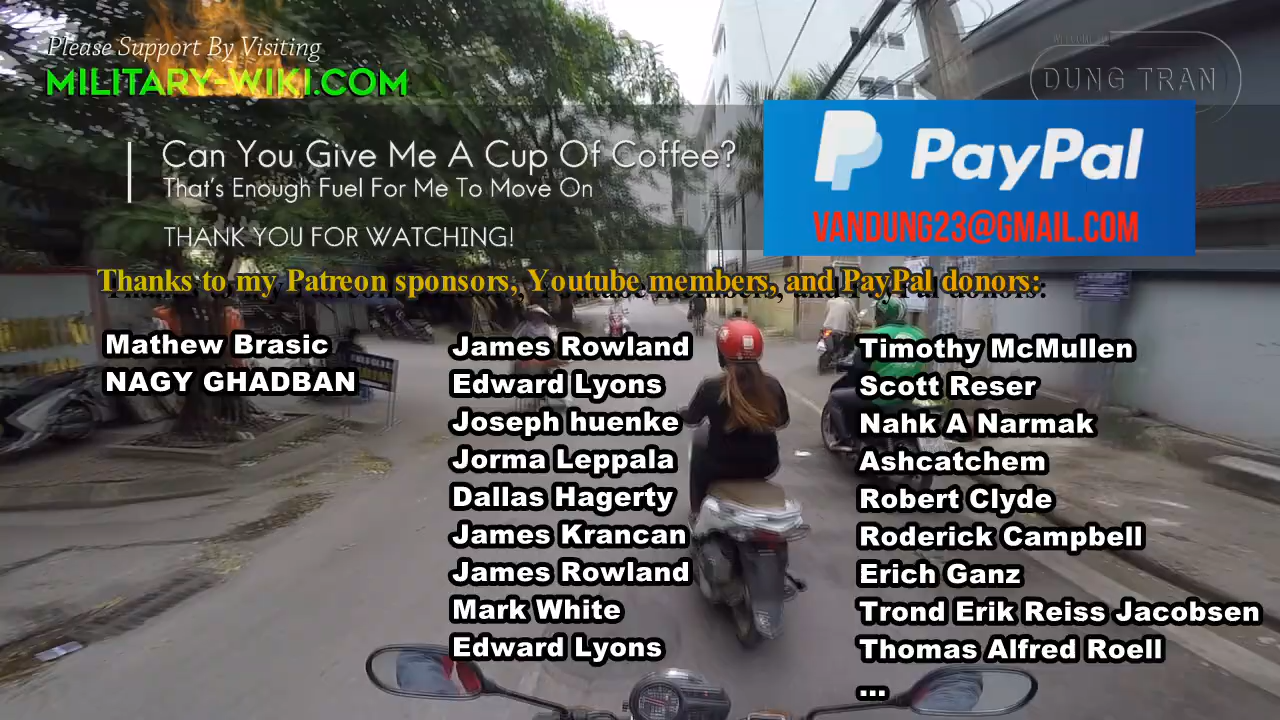 Please Support By Visiting
MILITARY-WIKI.COM
DUNG TRAN
Can You Give Me A Cup Of Coffee?
That's Enough Fuel For Me To Move On
THANK YOU FOR WATCHING!
PayPal
VANDUNG23@GMAIL.COM
Thanks to my Patreon sponsors, Youtube members, and PayPal donors:
Mathew Brasic
NAGY GHADBAN
James Rowland
Edward Lyons
Joseph huenke
Jorma Leppala
Dallas Hagerty
James Krancan
James Rowland
Mark White
Edward Lyons
Timothy McMullen
Scott Reser
Nahk A Narmak
Ashcatchem
Robert Clyde
Roderick Campbell
Erich Ganz
Trond Erik Reiss Jacobsen
Thomas Alfred Roell
...